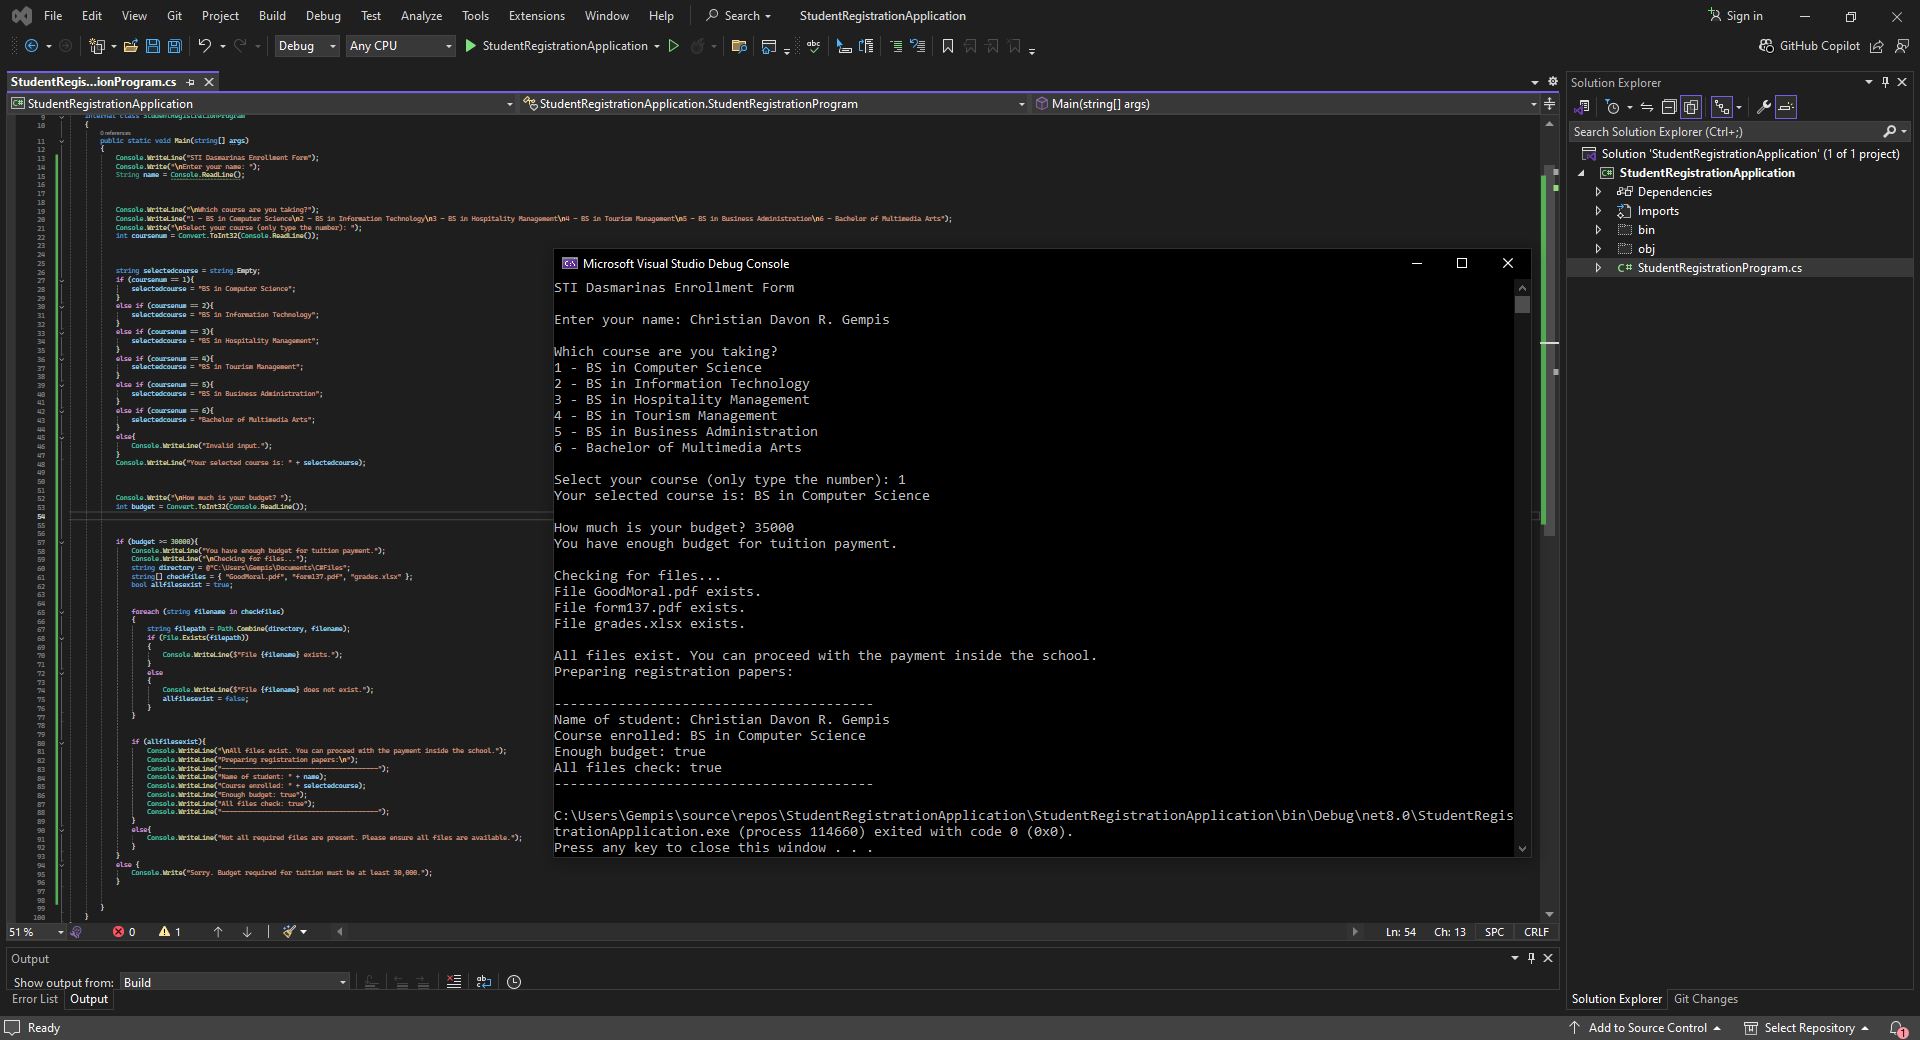 File Edit View Git Project Build Debug Test Analyze Tools Extensions Window Help Search StudentRegistrationApplication Sign in
Debug Any CPU StudentRegistrationApplication GitHub Copilot
StudentRegis...ionProgram.cs
StudentRegistrationApplication StudentRegistrationApplication.StudentRegistrationProgram Main(string[] args)
internal class StudentRegistrationProgram
{
0 references
public static void Main(string[] args)
{
Console.WriteLine("STI Dasmarinas Enrollment Form");
Console.Write("\nEnter your name: ");
String name = Console.ReadLine();
Console.WriteLine("\nWhich course are you taking?");
Console.WriteLine("1 - BS in Computer Science\n2 - BS in Information Technology\n3 - BS in Hospitality Management\n4 - BS in Tourism Management\n5 - BS in Business Administration\n6 - Bachelor of Multimedia Arts");
Console.Write("\nSelect your course (only type the number): ");
int coursenum = Convert.ToInt32(Console.ReadLine());
string selectedcourse = string.Empty;
if (coursenum == 1){
selectedcourse = "BS in Computer Science";
}
else if (coursenum == 2){
selectedcourse = "BS in Information Technology";
}
else if (coursenum == 3){
selectedcourse = "BS in Hospitality Management";
}
else if (coursenum == 4){
selectedcourse = "BS in Tourism Management";
}
else if (coursenum == 5){
selectedcourse = "BS in Business Administration";
}
else if (coursenum == 6){
selectedcourse = "Bachelor of Multimedia Arts";
}
else{
Console.WriteLine("Invalid input.");
}
Console.WriteLine("Your selected course is: " + selectedcourse);
Console.Write("\nHow much is your budget? ");
int budget = Convert.ToInt32(Console.ReadLine());
if (budget >= 30000){
Console.WriteLine("You have enough budget for tuition payment.");
Console.WriteLine("\nChecking for files...");
string directory = @"C:\Users\Gempis\Documents\C#Files";
string[] checkfiles = { "GoodMoral.pdf", "form137.pdf", "grades.xlsx" };
bool allfilesexist = true;
foreach (string filename in checkfiles)
{
string filepath = Path.Combine(directory, filename);
if (File.Exists(filepath))
{
Console.WriteLine($"File {filename} exists.");
}
else
{
Console.WriteLine($"File {filename} does not exist.");
allfilesexist = false;
}
}
if (allfilesexist){
Console.WriteLine("\nAll files exist. You can proceed with the payment inside the school.");
Console.WriteLine("Preparing registration papers:\n");
Console.WriteLine("----------------------------------------");
Console.WriteLine("Name of student: " + name);
Console.WriteLine("Course enrolled: " + selectedcourse);
Console.WriteLine("Enough budget: true");
Console.WriteLine("All files check: true");
Console.WriteLine("----------------------------------------");
}
else{
Console.WriteLine("Not all required files are present. Please ensure all files are available.");
}
}
else {
Console.Write("Sorry. Budget required for tuition must be at least 30,000.");
}
}
}
Microsoft Visual Studio Debug Console
STI Dasmarinas Enrollment Form
Enter your name: Christian Davon R. Gempis
Which course are you taking?
1 - BS in Computer Science
2 - BS in Information Technology
3 - BS in Hospitality Management
4 - BS in Tourism Management
5 - BS in Business Administration
6 - Bachelor of Multimedia Arts
Select your course (only type the number): 1
Your selected course is: BS in Computer Science
How much is your budget? 35000
You have enough budget for tuition payment.
Checking for files...
File GoodMoral.pdf exists.
File form137.pdf exists.
File grades.xlsx exists.
All files exist. You can proceed with the payment inside the school.
Preparing registration papers:
----------------------------------------
Name of student: Christian Davon R. Gempis
Course enrolled: BS in Computer Science
Enough budget: true
All files check: true
----------------------------------------
C:\Users\Gempis\source\repos\StudentRegistrationApplication\StudentRegistrationApplication\bin\Debug\net8.0\StudentRegis
trationApplication.exe (process 114660) exited with code 0 (0x0).
Press any key to close this window . . .
Solution Explorer
Search Solution Explorer (Ctrl+;)
Solution 'StudentRegistrationApplication' (1 of 1 project)
StudentRegistrationApplication
Dependencies
Imports
bin
obj
C# StudentRegistrationProgram.cs
51 % 0 1 Ln: 54 Ch: 13 SPC CRLF
Output
Show output from: Build
Error List Output
Solution Explorer Git Changes
Ready Add to Source Control Select Repository 1